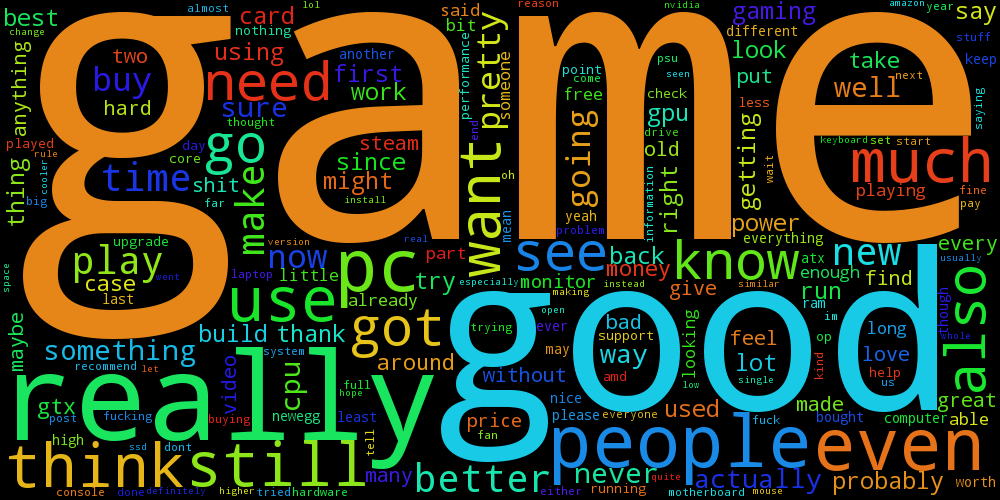 game
good
really
people
even
think
still
want
see
know
pc
use
got
much
need
go
play
time
buy
make
also
new
better
pretty
now
something
build
thank
cpu
gtx
way
lot
feel
love
great
actually
never
probably
used
many
without
around
price
case
hard
two
sure
shit
since
might
steam
work
first
using
card
best
almost
lol
reason
nvidia
amazon
year
say
stuff
keep
change
nothing
said
bit
gaming
different
look
take
another
performance
someone
point
come
free
psu
seen
check
gpu
put
less
well
next
saying
anything
thing
played
rule
big
cooler
day
core
thought
far
install
end
oh
yeah
going
drive
old
right
information
getting
wait
keyboard
set
start
playing
fine
pay
power
everything
mean
problem
upgrade
last
went
version
real
laptop
little
part
try
already
especially
back
money
monitor
instead
making
give
similar
atx
enough
run
find
ram
every
usually
space
maybe
recommend
let
system
video
open
trying
ever
may
bad
support
amd
looking
low
single
im
op
kind
long
help
us
though
whole
able
computer
made
bought
fuck
full
hope
nice
please
everyone
post
fucking
buying
newegg
least
tell
fan
high
ssd
dont
console
done
definitely
higher
tried
hardware
either
running
quite
motherboard
mouse
worth